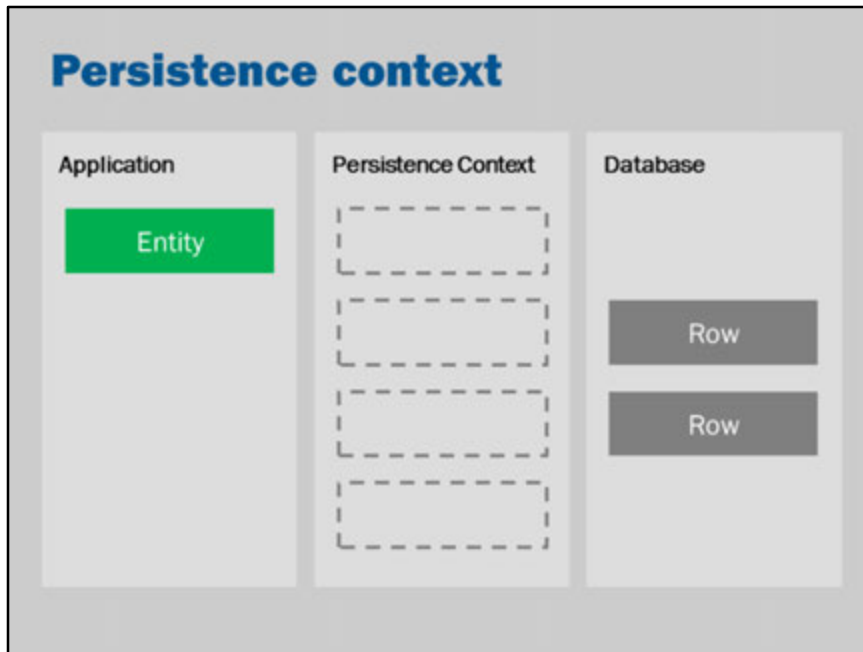 Persistence context
Application
Entity
Persistence Context
Database
Row
Row